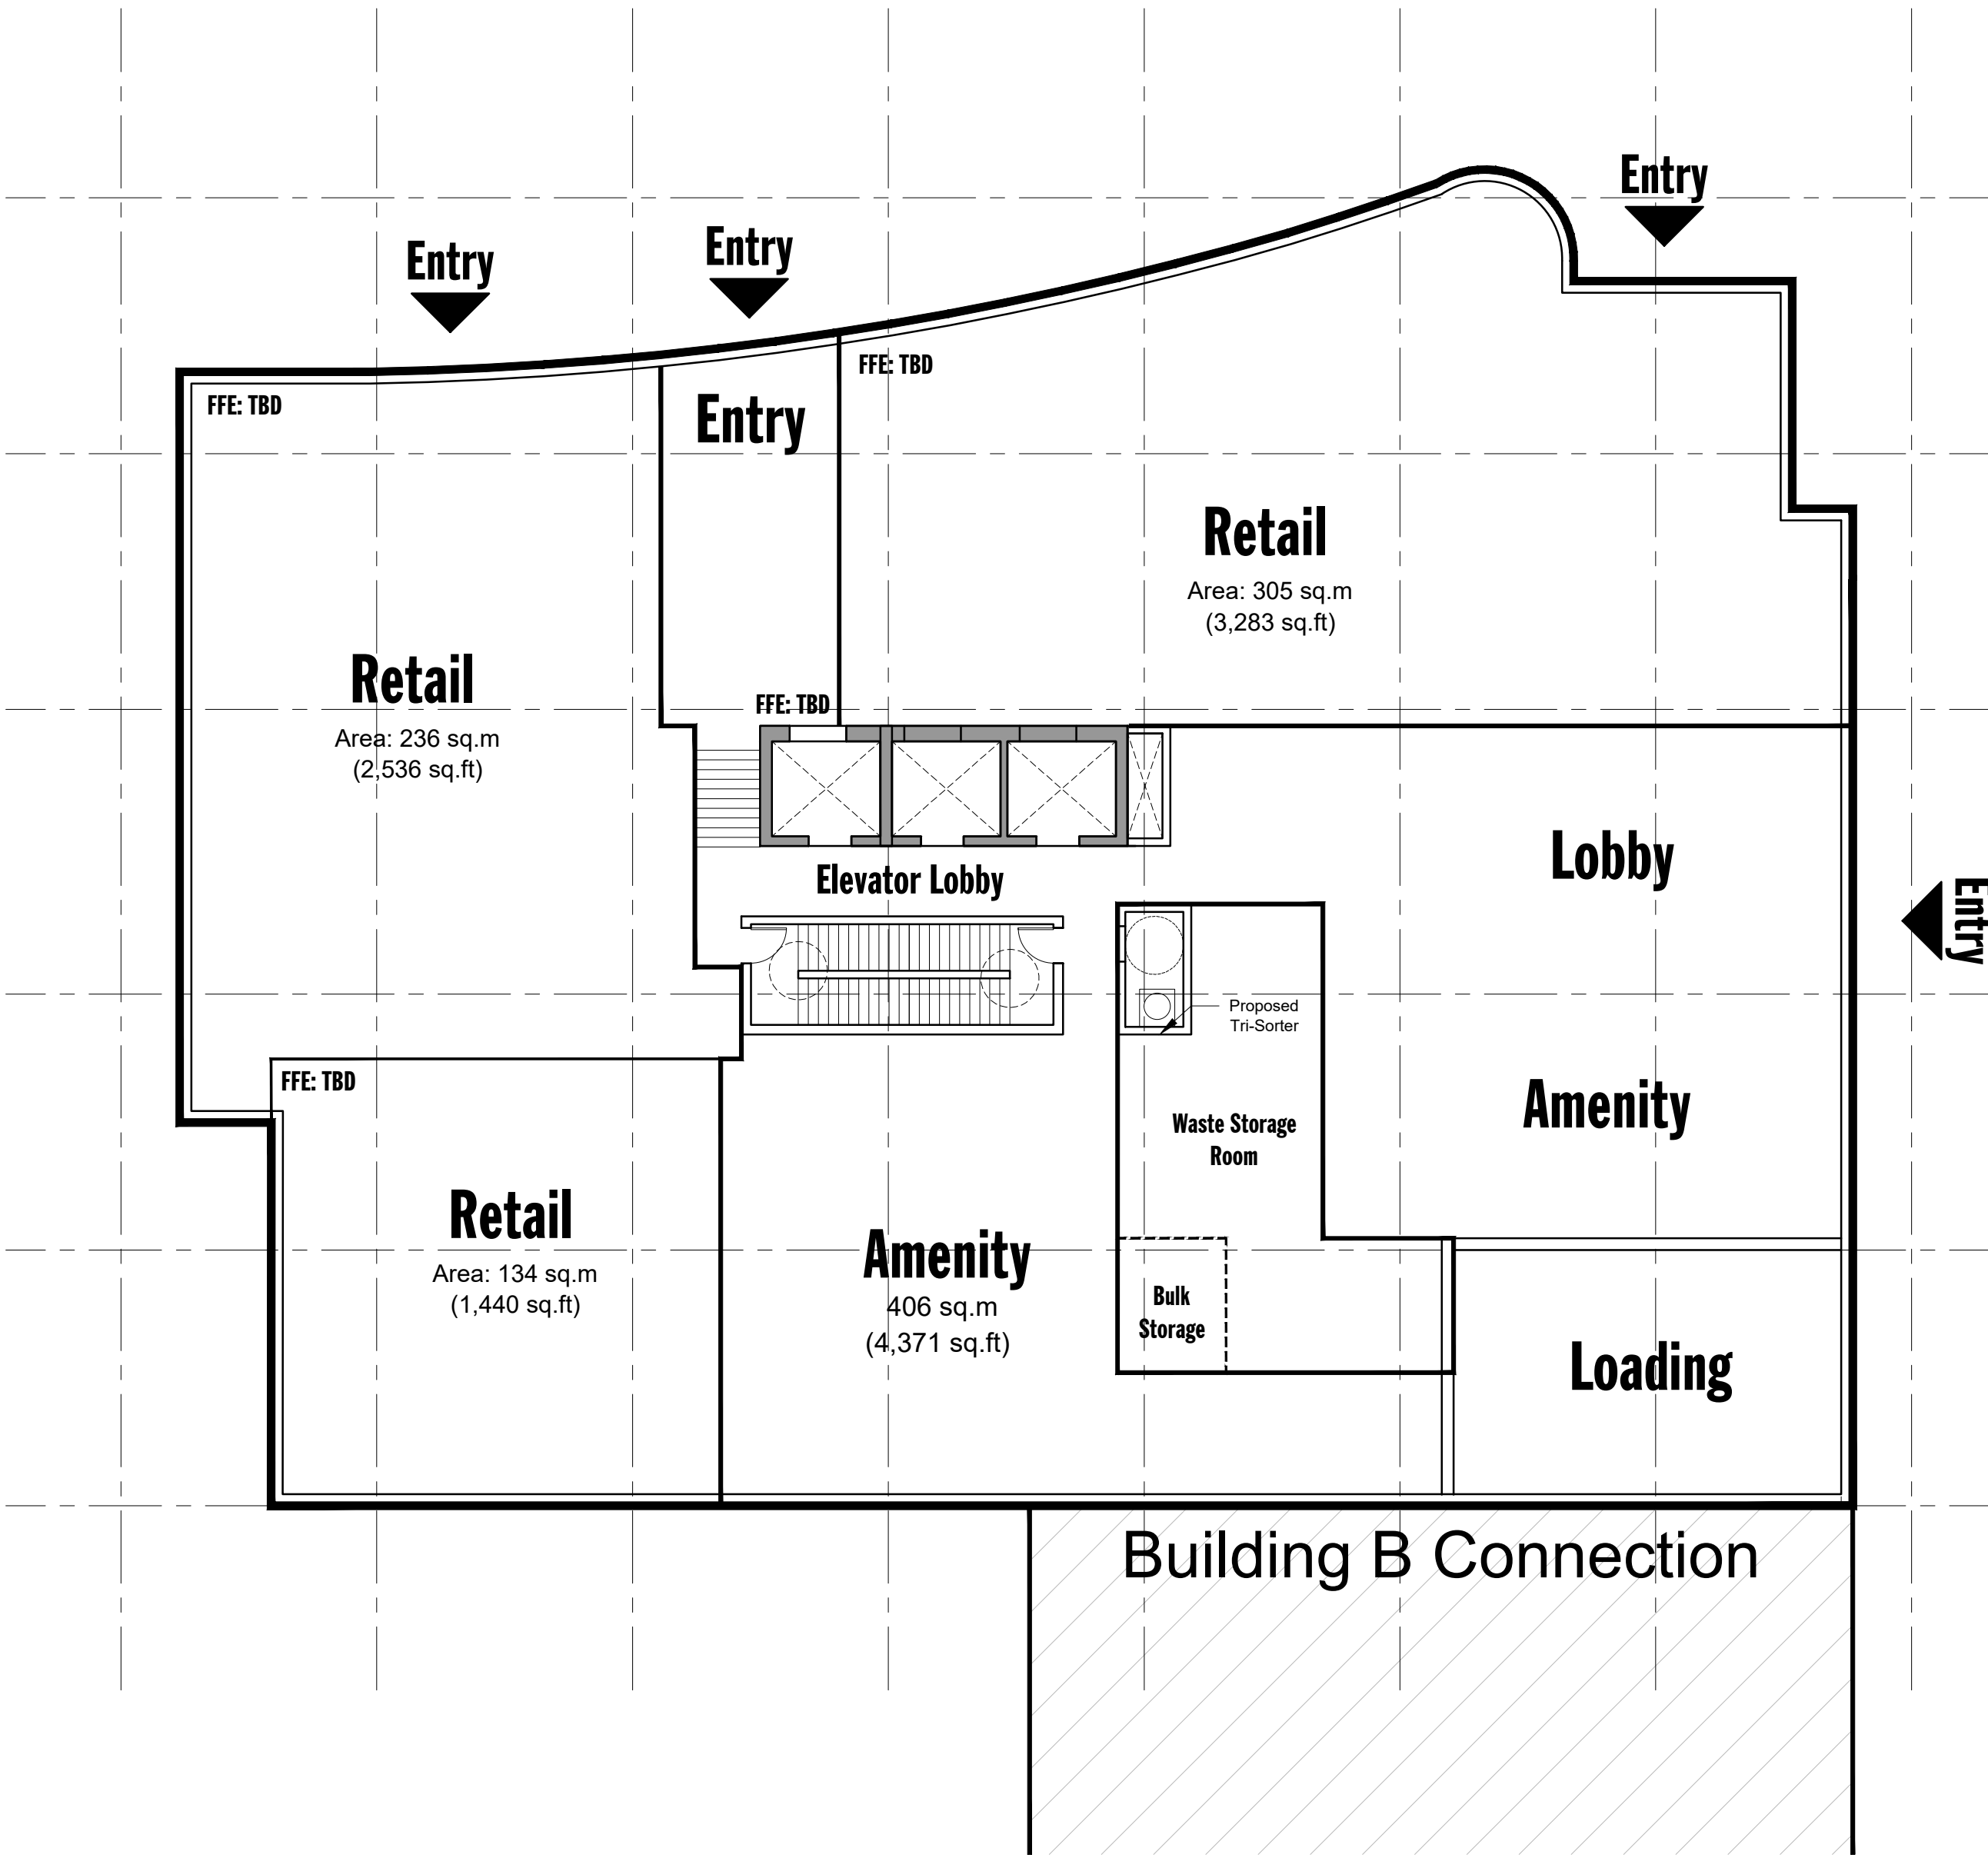 Entry
Entry
Entry
FFE: TBD
FFE: TBD
Entry
Retail
Area: 305 sq.m
(3,283 sq.ft)
Retail
Area: 236 sq.m
(2,536 sq.ft)
FFE: TBD
Elevator Lobby
Lobby
Entry
Proposed
Tri-Sorter
FFE: TBD
Waste Storage
Room
Amenity
Retail
Area: 134 sq.m
(1,440 sq.ft)
Amenity
406 sq.m
(4,371 sq.ft)
Bulk
Storage
Loading
Building B Connection